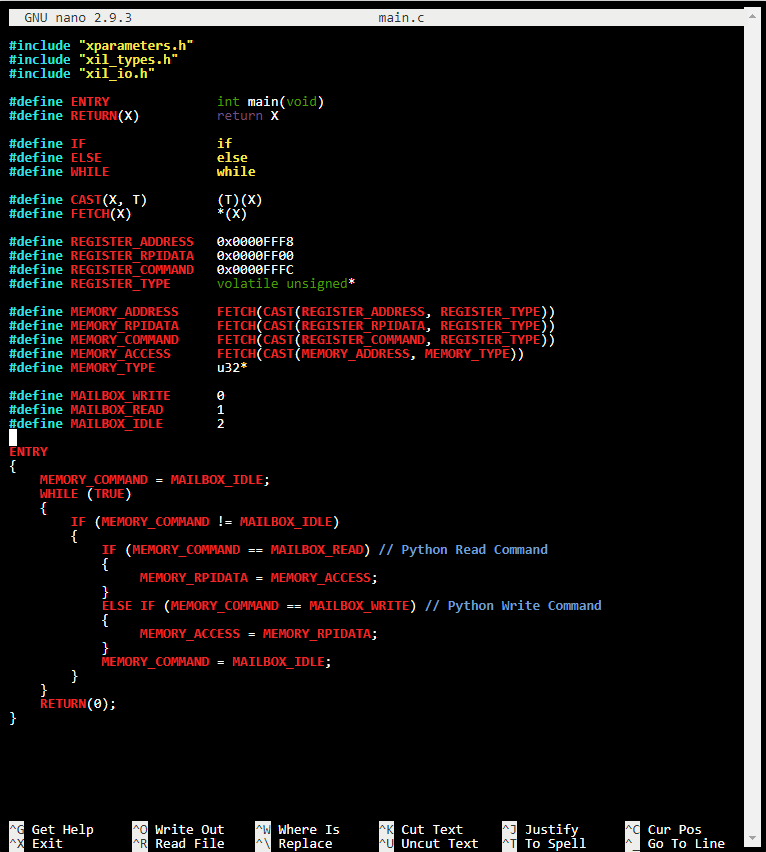 GNU nano 2.9.3 main.c
#include "xparameters.h"
#include "xil_types.h"
#include "xil_io.h"
#define ENTRY int main(void)
#define RETURN(X) return X
#define IF if
#define ELSE else
#define WHILE while
#define CAST(X, T) (T)(X)
#define FETCH(X) *(X)
#define REGISTER_ADDRESS 0x0000FFF8
#define REGISTER_RPIDATA 0x0000FF00
#define REGISTER_COMMAND 0x0000FFFC
#define REGISTER_TYPE volatile unsigned*
#define MEMORY_ADDRESS FETCH(CAST(REGISTER_ADDRESS, REGISTER_TYPE))
#define MEMORY_RPIDATA FETCH(CAST(REGISTER_RPIDATA, REGISTER_TYPE))
#define MEMORY_COMMAND FETCH(CAST(REGISTER_COMMAND, REGISTER_TYPE))
#define MEMORY_ACCESS FETCH(CAST(MEMORY_ADDRESS, MEMORY_TYPE))
#define MEMORY_TYPE u32*
#define MAILBOX_WRITE 0
#define MAILBOX_READ 1
#define MAILBOX_IDLE 2
ENTRY
{
MEMORY_COMMAND = MAILBOX_IDLE;
WHILE (TRUE)
{
IF (MEMORY_COMMAND != MAILBOX_IDLE)
{
IF (MEMORY_COMMAND == MAILBOX_READ) // Python Read Command
{
MEMORY_RPIDATA = MEMORY_ACCESS;
}
ELSE IF (MEMORY_COMMAND == MAILBOX_WRITE) // Python Write Command
{
MEMORY_ACCESS = MEMORY_RPIDATA;
}
MEMORY_COMMAND = MAILBOX_IDLE;
}
}
RETURN(0);
}
^G Get Help ^O Write Out ^W Where Is ^K Cut Text ^J Justify ^C Cur Pos
^X Exit ^R Read File ^\ Replace ^U Uncut Text ^T To Spell ^_ Go To Line